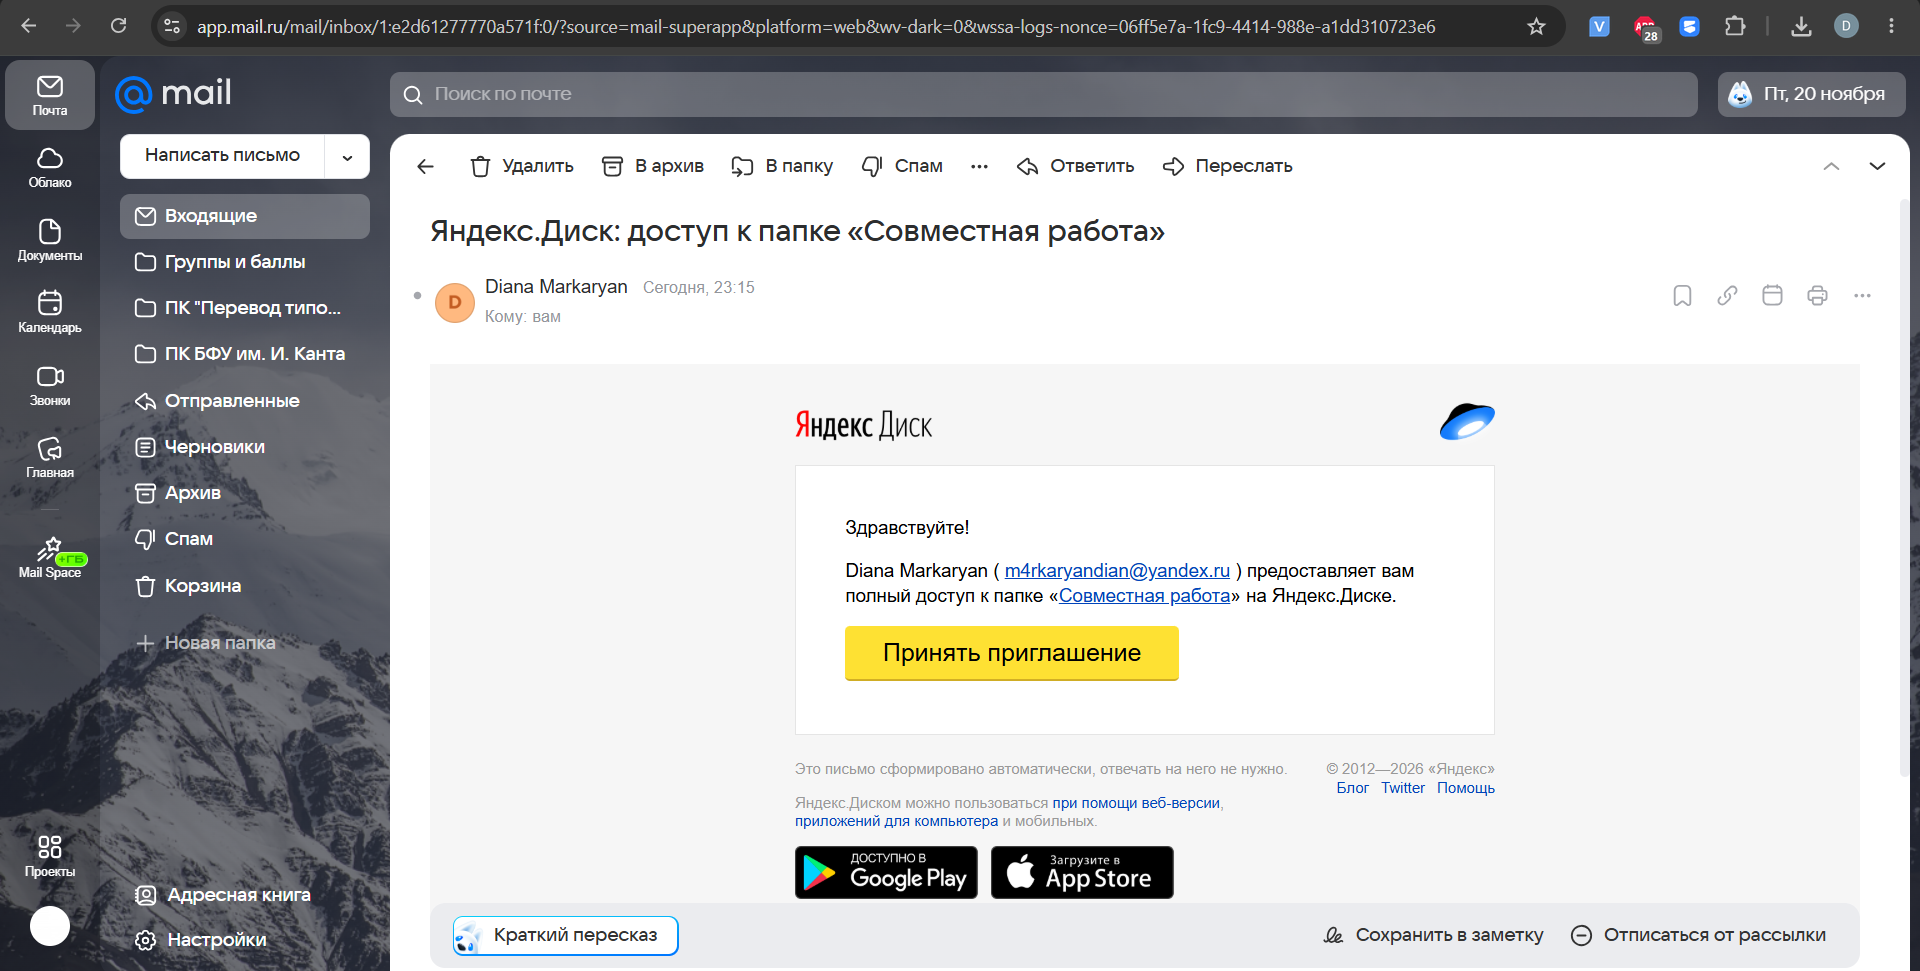 app.mail.ru/mail/inbox/1:e2d61277770a571f:0/?source=mail-superapp&platform=web&wv-dark=0&wssa-logs-nonce=06ff5e7a-1fc9-4414-988e-a1dd310723e6
V
28
D
Почта
Облако
Документы
Календарь
Звонки
Главная
+ГБ
Mail Space
Проекты
@mail
Написать письмо
Входящие
Группы и баллы
ПК "Перевод типо...
ПК БФУ им. И. Канта
Отправленные
Черновики
Архив
Спам
Корзина
Новая папка
Адресная книга
Настройки
Поиск по почте
Пт, 20 ноября
Удалить
В архив
В папку
Спам
Ответить
Переслать
Яндекс.Диск: доступ к папке «Совместная работа»
D
Diana Markaryan Сегодня, 23:15
Кому: вам
Яндекс Диск
Здравствуйте!
Diana Markaryan ( m4rkaryandian@yandex.ru ) предоставляет вам
полный доступ к папке «Совместная работа» на Яндекс.Диске.
Принять приглашение
Это письмо сформировано автоматически, отвечать на него не нужно.
© 2012—2026 «Яндекс»
Блог Twitter Помощь
Яндекс.Диском можно пользоваться при помощи веб-версии,
приложений для компьютера и мобильных.
ДОСТУПНО В
Google Play
Загрузите в
App Store
Краткий пересказ
Сохранить в заметку
Отписаться от рассылки